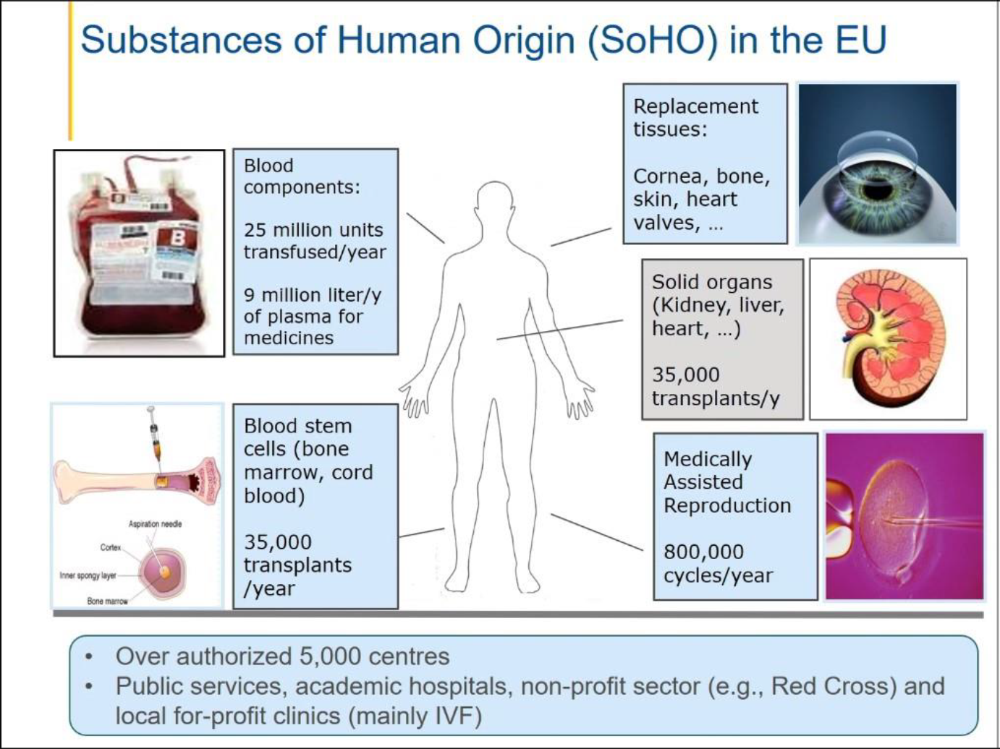 Substances of Human Origin (SoHO) in the EU
Blood
components:
25 million units
transfused/year
9 million liter/y
of plasma for
medicines
B
Replacement
tissues:
Cornea, bone,
skin, heart
valves, ...
Solid organs
(Kidney, liver,
heart, ...)
35,000
transplants/y
Blood stem
cells (bone
marrow, cord
blood)
35,000
transplants
/year
Aspiration needle
Cortex
Inner spongy layer
Bone marrow
Medically
Assisted
Reproduction
800,000
cycles/year
• Over authorized 5,000 centres
• Public services, academic hospitals, non-profit sector (e.g., Red Cross) and
local for-profit clinics (mainly IVF)